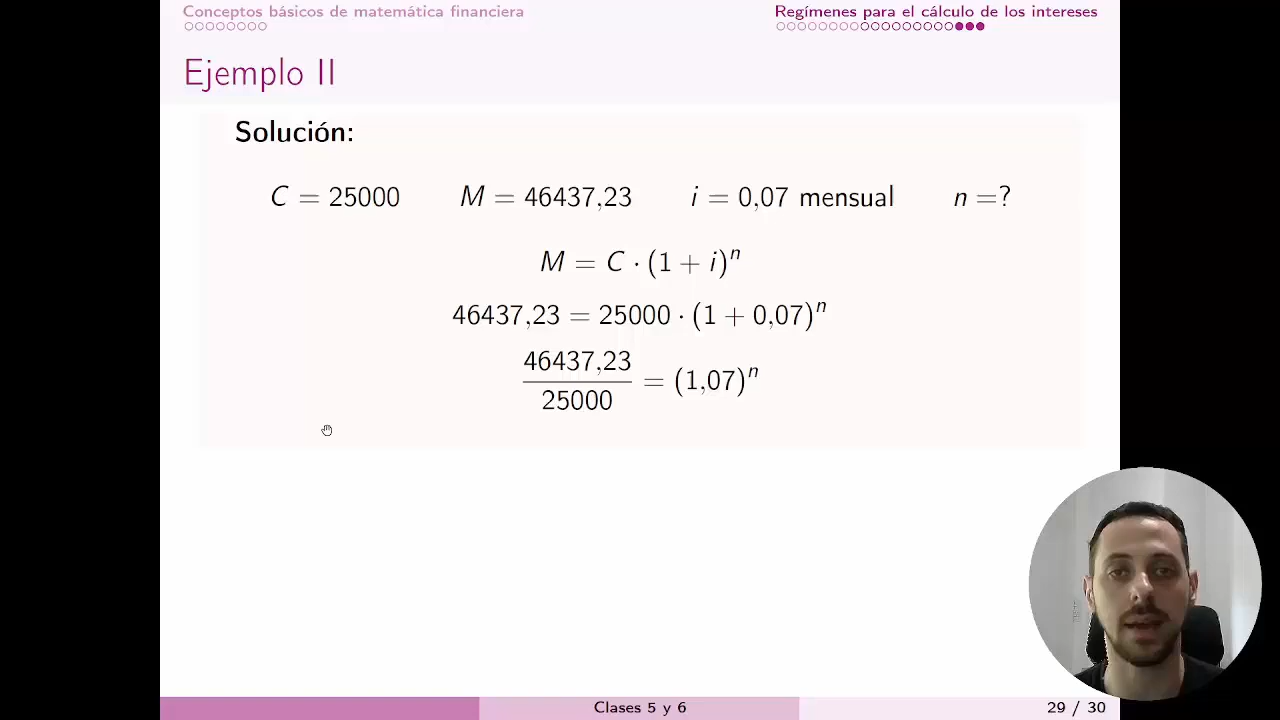 Conceptos básicos de matemática financiera
Regímenes para el cálculo de los intereses
Ejemplo II
Solución:
C = 25000 M = 46437,23 i = 0,07 mensual n =?
M = C · (1 + i)^n
46437,23 = 25000 · (1 + 0,07)^n
46437,23
25000
= (1,07)^n
Clases 5 y 6
29 / 30